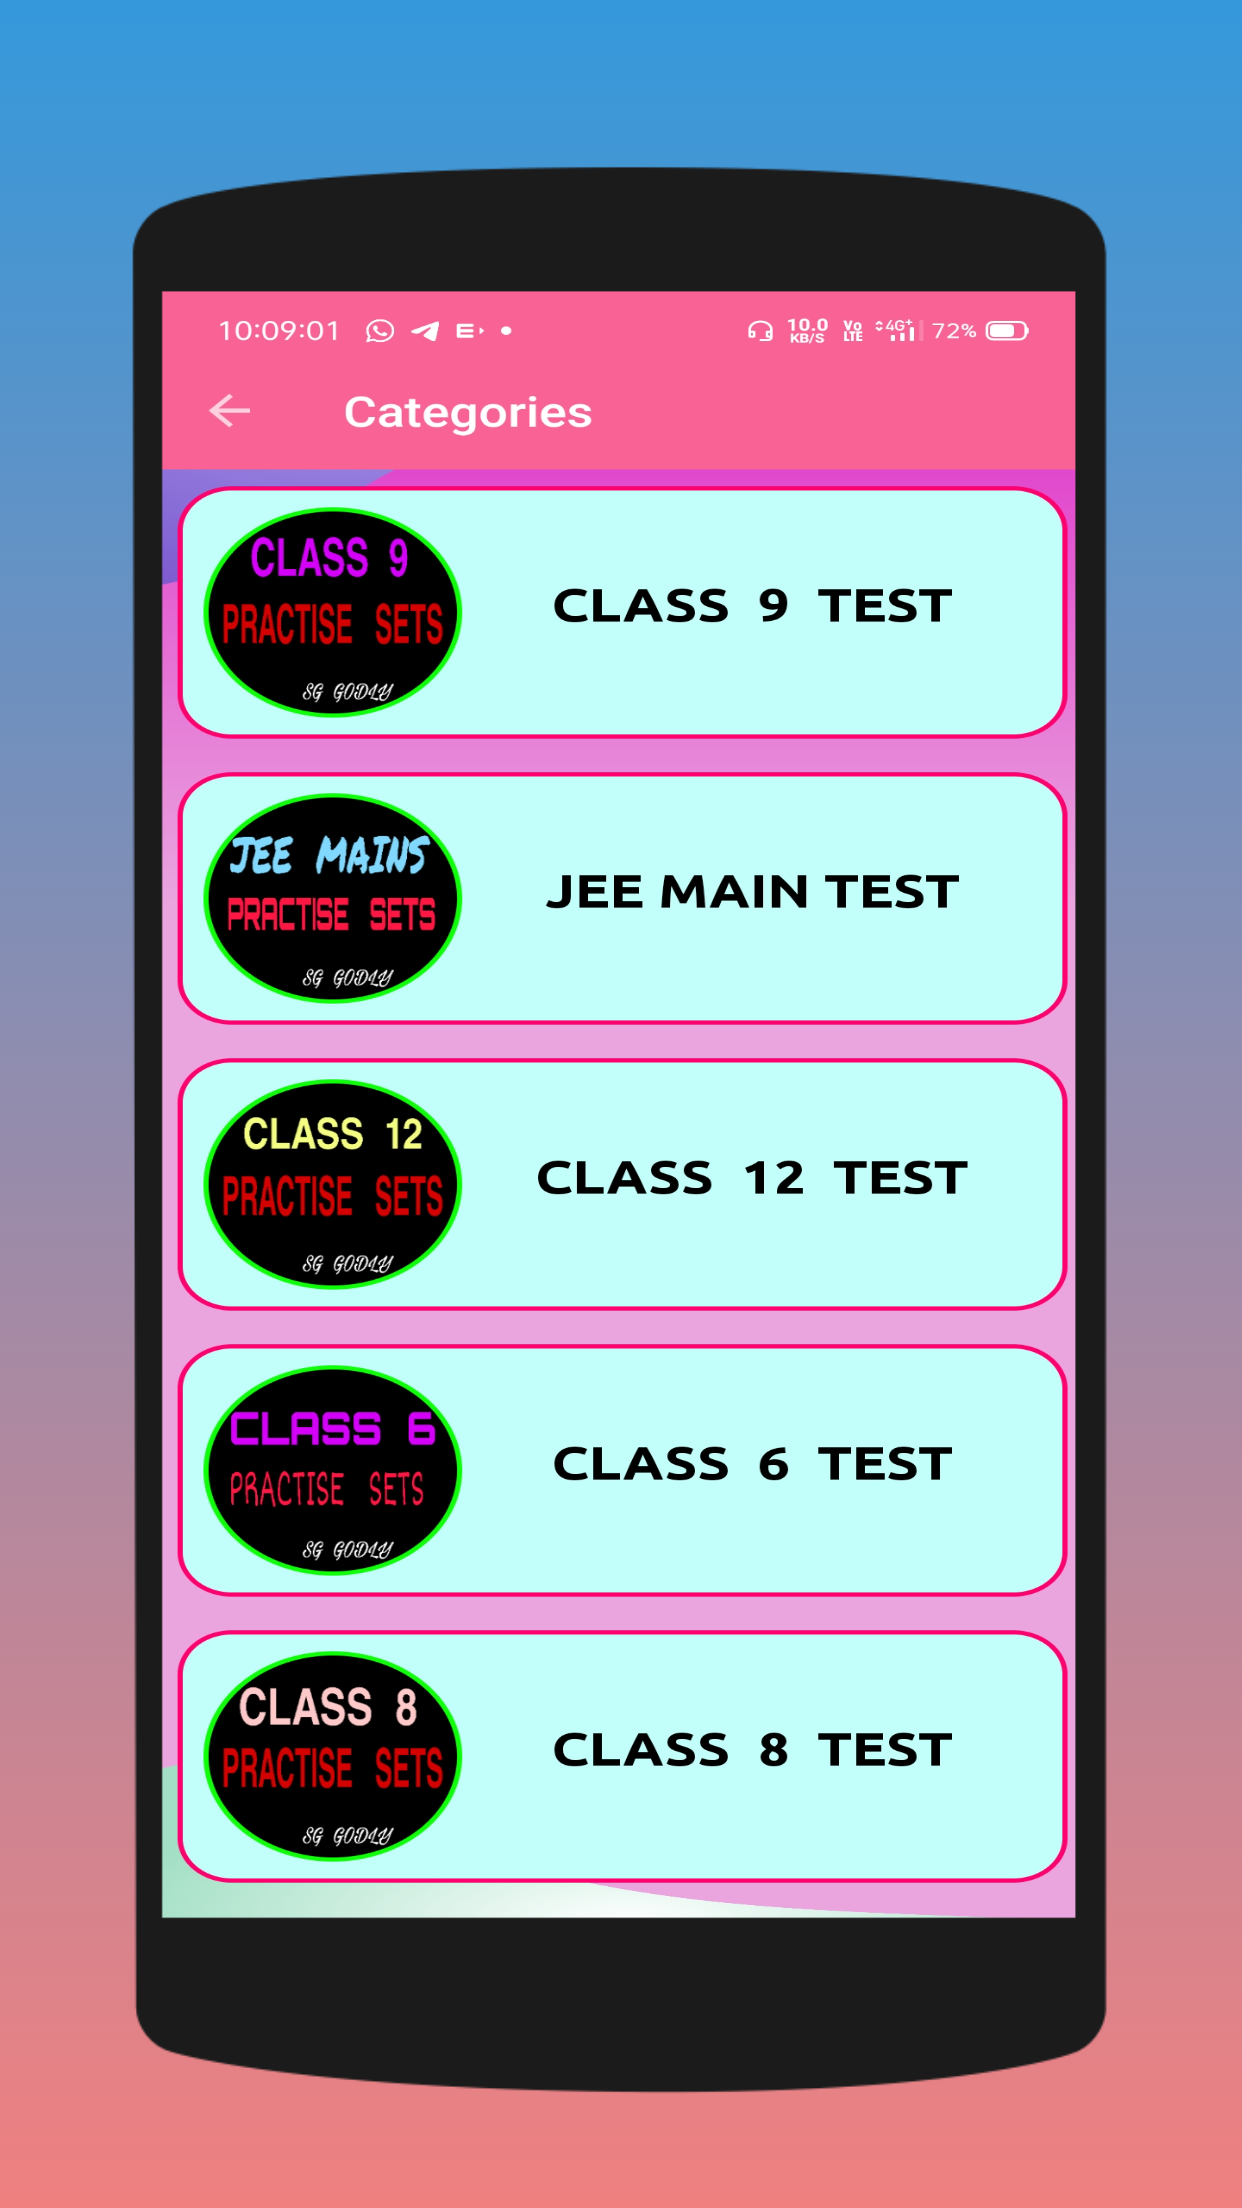 10:09:01 10.0 KB/S Vo LTE 4G+ 72%
Categories
CLASS 9
PRACTISE SETS
SG GODLY
CLASS 9 TEST
JEE MAINS
PRACTISE SETS
SG GODLY
JEE MAIN TEST
CLASS 12
PRACTISE SETS
SG GODLY
CLASS 12 TEST
CLASS 6
PRACTISE SETS
SG GODLY
CLASS 6 TEST
CLASS 8
PRACTISE SETS
SG GODLY
CLASS 8 TEST